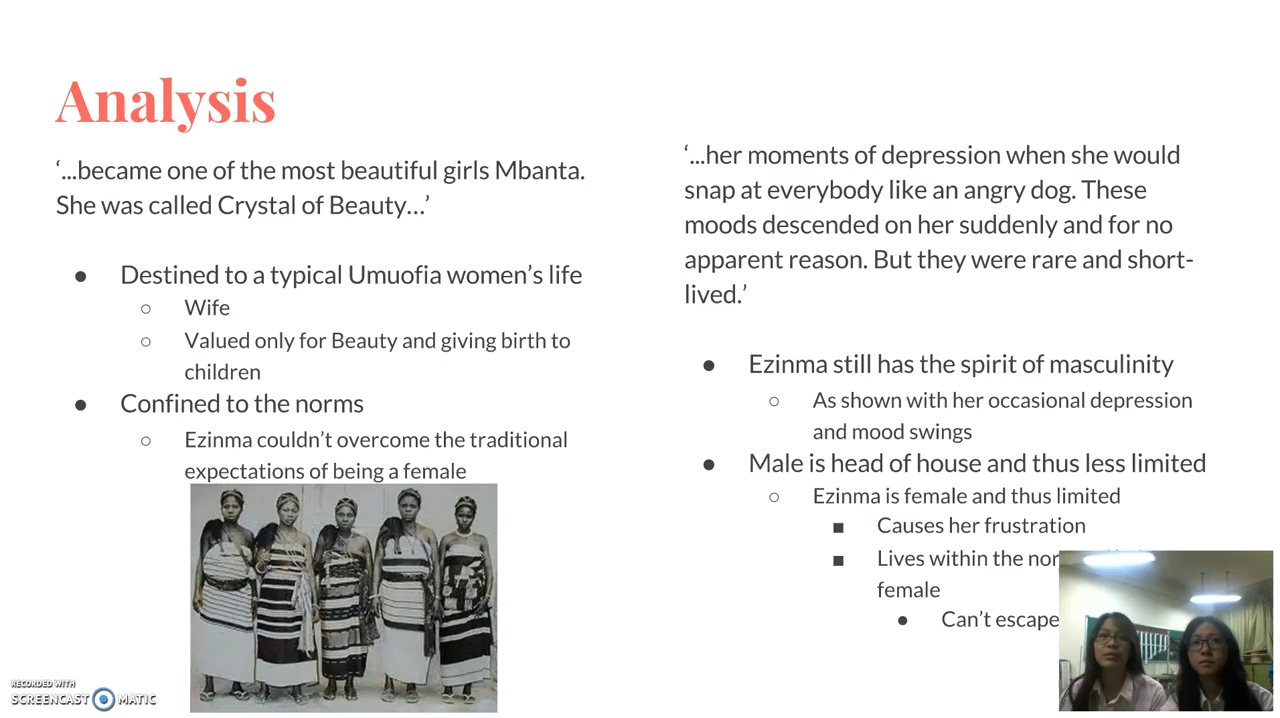 Analysis
‘...became one of the most beautiful girls Mbanta.
She was called Crystal of Beauty…’
● Destined to a typical Umuofia women’s life
○ Wife
○ Valued only for Beauty and giving birth to
children
● Confined to the norms
○ Ezinma couldn’t overcome the traditional
expectations of being a female
‘...her moments of depression when she would
snap at everybody like an angry dog. These
moods descended on her suddenly and for no
apparent reason. But they were rare and short-
lived.’
● Ezinma still has the spirit of masculinity
○ As shown with her occasional depression
and mood swings
● Male is head of house and thus less limited
○ Ezinma is female and thus limited
■ Causes her frustration
■ Lives within the
female
● Can’t escape
RECORDED WITH
SCREENCAST MATIC